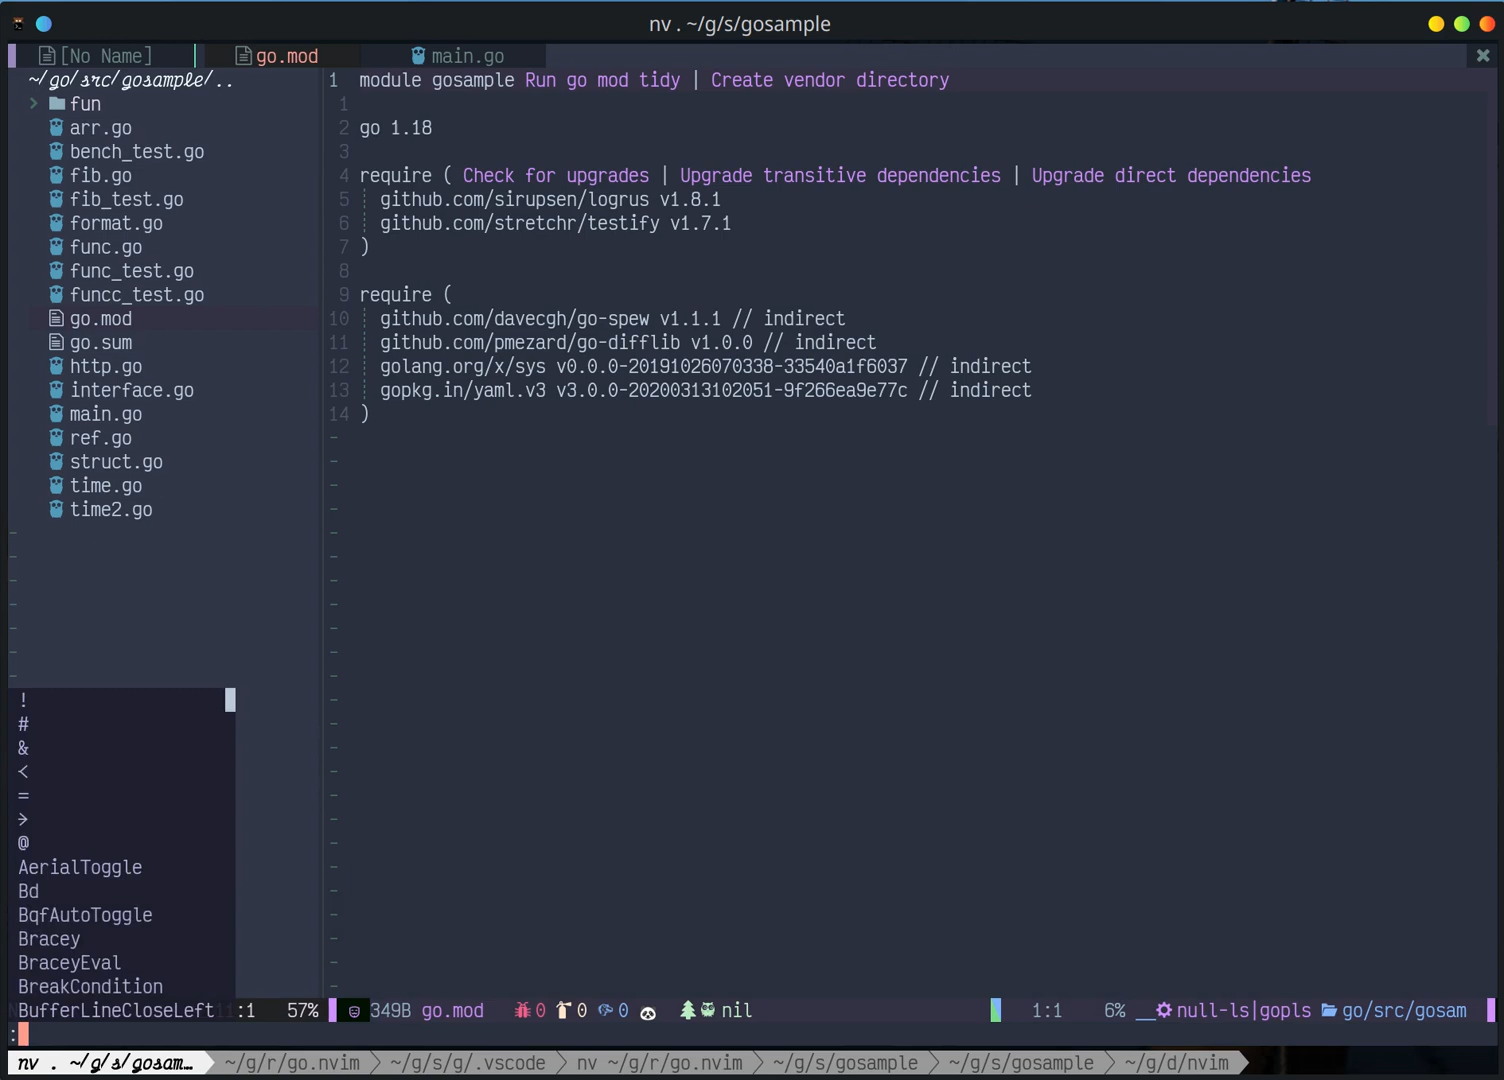 nv . ~/g/s/gosample
[No Name] go.mod main.go
~/go/src/gosample/..
fun
arr.go
bench_test.go
fib.go
fib_test.go
format.go
func.go
func_test.go
funcc_test.go
go.mod
go.sum
http.go
interface.go
main.go
ref.go
struct.go
time.go
time2.go
1 module gosample Run go mod tidy | Create vendor directory
1
2 go 1.18
3
4 require ( Check for upgrades | Upgrade transitive dependencies | Upgrade direct dependencies
5 github.com/sirupsen/logrus v1.8.1
6 github.com/stretchr/testify v1.7.1
7 )
8
9 require (
10 github.com/davecgh/go-spew v1.1.1 // indirect
11 github.com/pmezard/go-difflib v1.0.0 // indirect
12 golang.org/x/sys v0.0.0-20191026070338-33540a1f6037 // indirect
13 gopkg.in/yaml.v3 v3.0.0-20200313102051-9f266ea9e77c // indirect
14 )
!
#
&
<
=
>
@
AerialToggle
Bd
BqfAutoToggle
Bracey
BraceyEval
BreakCondition
BufferLineCloseLeft :1 57% 349B go.mod 0 0 0 nil 1:1 6% __ null-ls|gopls go/src/gosam
:
nv . ~/g/s/gosam… ~/g/r/go.nvim ~/g/s/g/.vscode nv ~/g/r/go.nvim ~/g/s/gosample ~/g/s/gosample ~/g/d/nvim